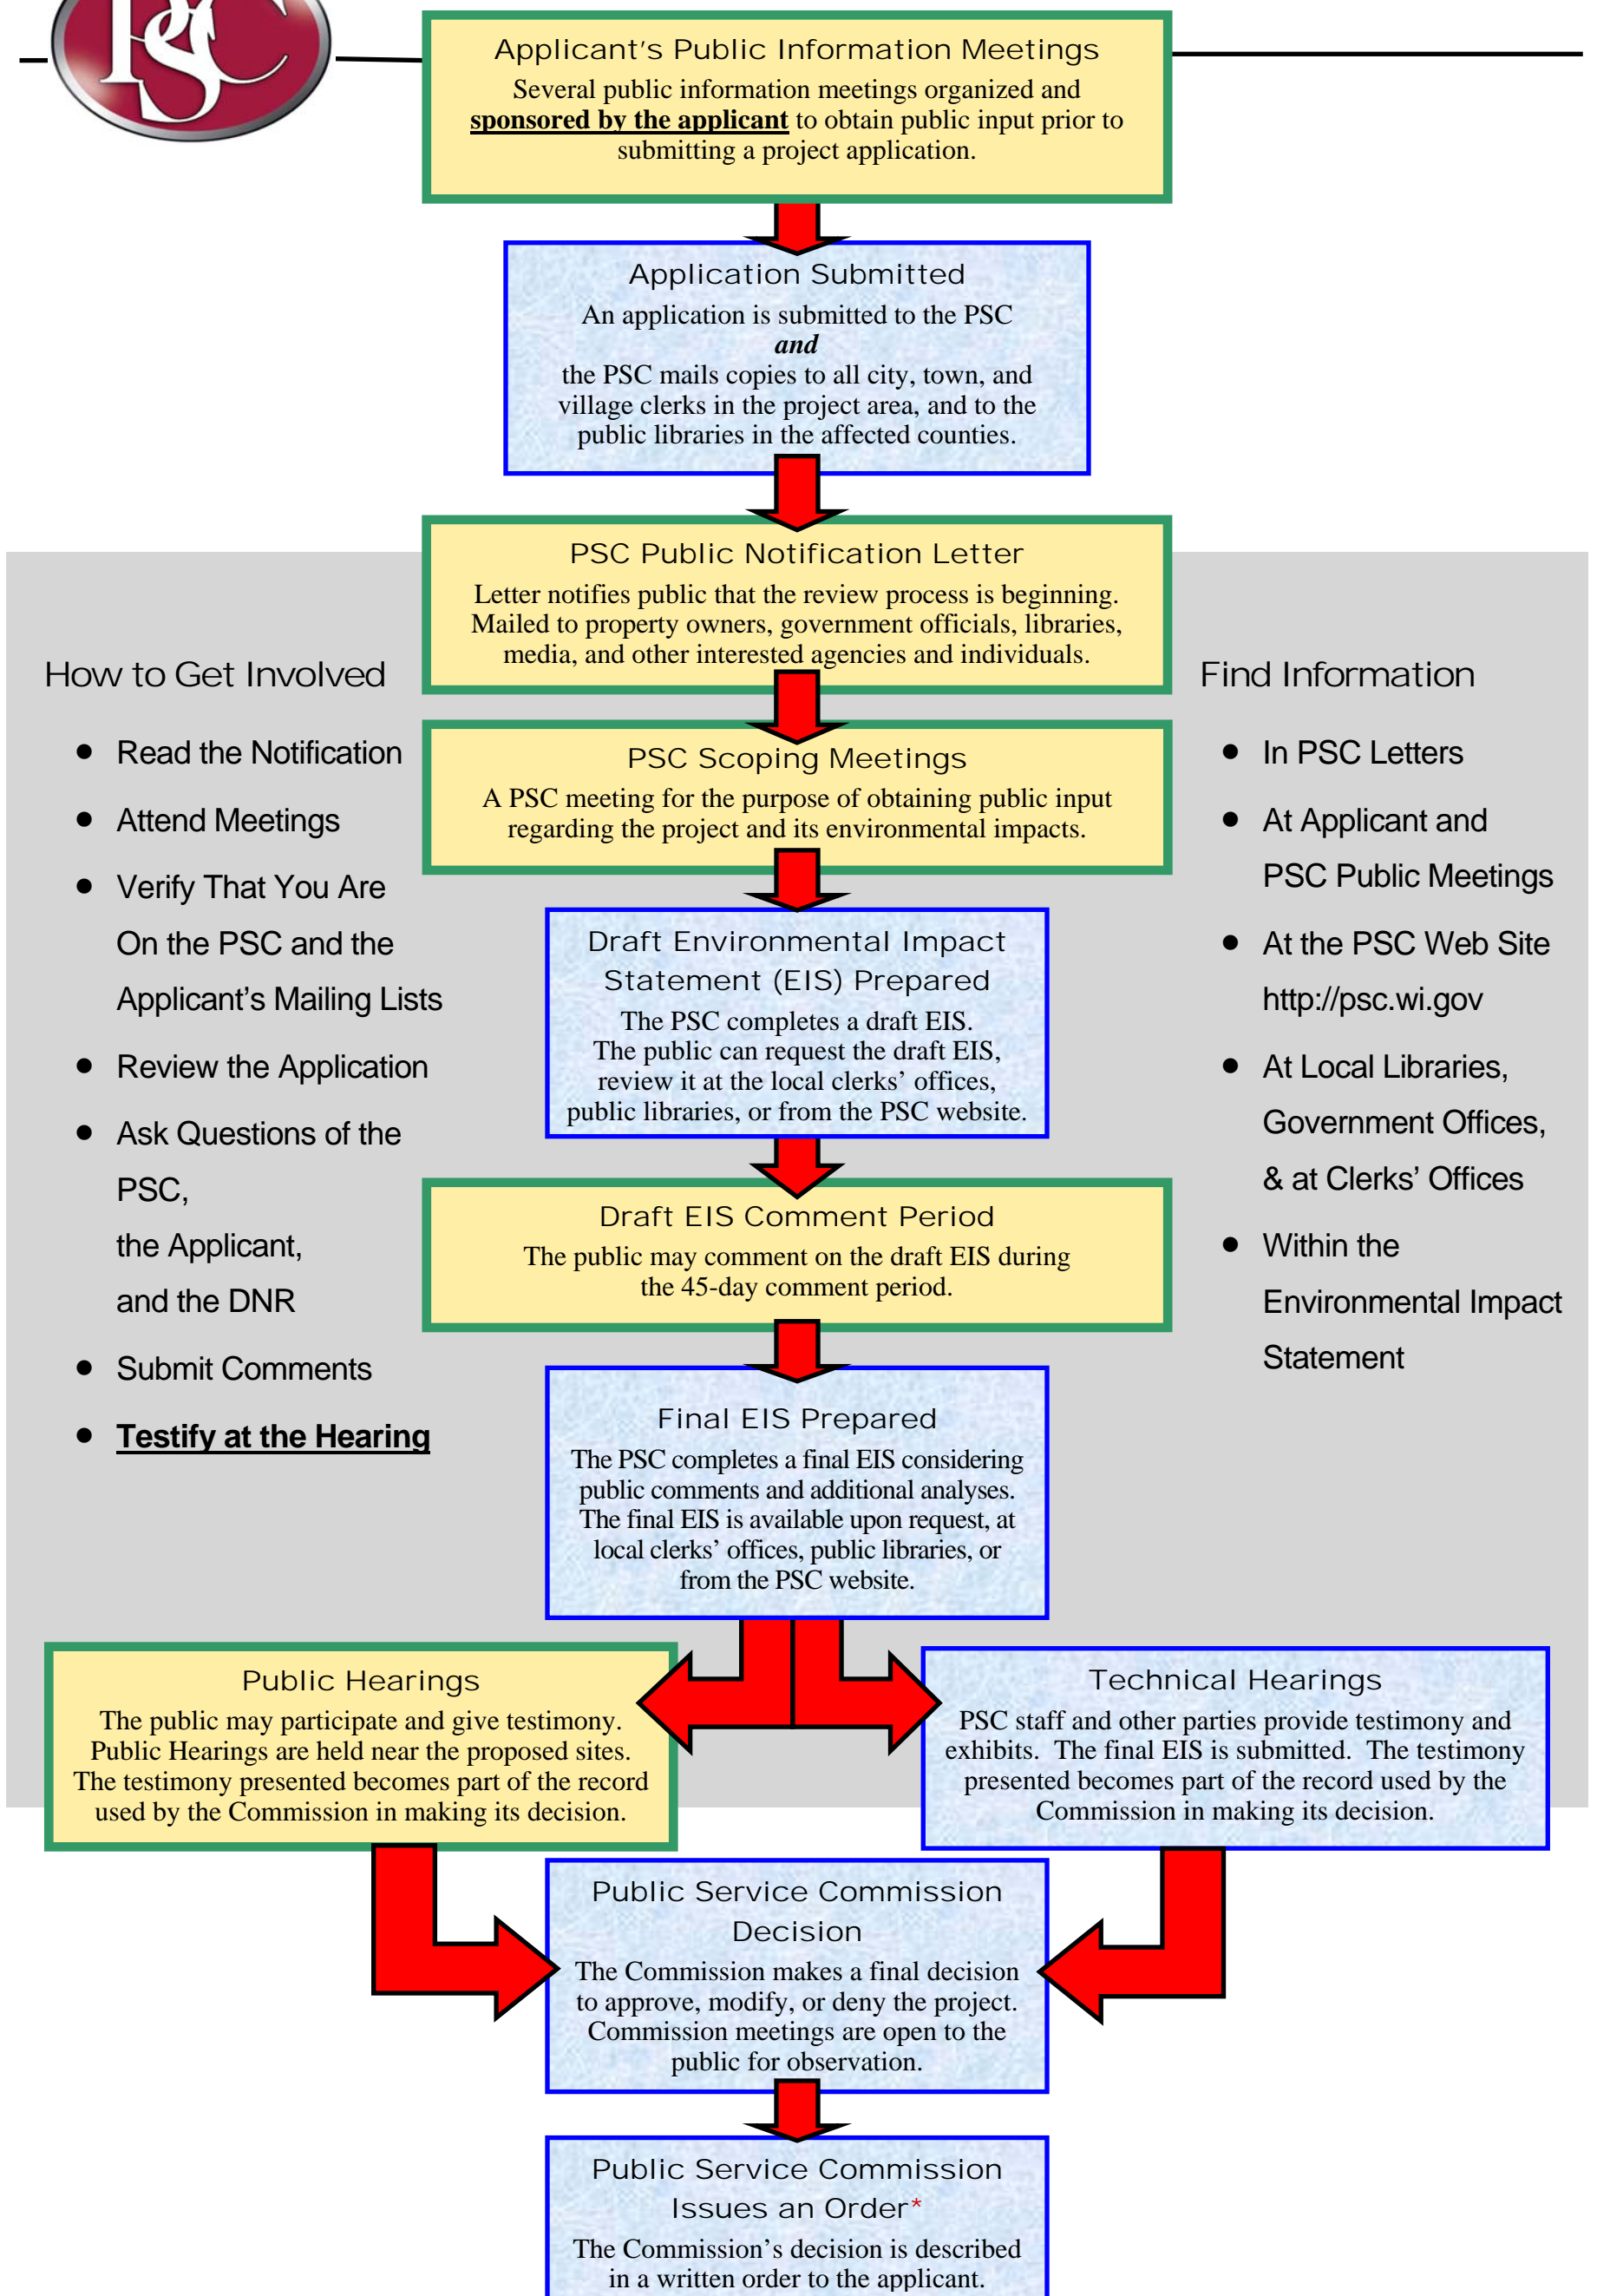 PSC
Applicant's Public Information Meetings
Several public information meetings organized and
sponsored by the applicant to obtain public input prior to
submitting a project application.
Application Submitted
An application is submitted to the PSC
and
the PSC mails copies to all city, town, and
village clerks in the project area, and to the
public libraries in the affected counties.
PSC Public Notification Letter
Letter notifies public that the review process is beginning.
Mailed to property owners, government officials, libraries,
media, and other interested agencies and individuals.
How to Get Involved
• Read the Notification
• Attend Meetings
• Verify That You Are
On the PSC and the
Applicant's Mailing Lists
• Review the Application
• Ask Questions of the
PSC,
the Applicant,
and the DNR
• Submit Comments
• Testify at the Hearing
PSC Scoping Meetings
A PSC meeting for the purpose of obtaining public input
regarding the project and its environmental impacts.
Draft Environmental Impact
Statement (EIS) Prepared
The PSC completes a draft EIS.
The public can request the draft EIS,
review it at the local clerks' offices,
public libraries, or from the PSC website.
Draft EIS Comment Period
The public may comment on the draft EIS during
the 45-day comment period.
Final EIS Prepared
The PSC completes a final EIS considering
public comments and additional analyses.
The final EIS is available upon request, at
local clerks' offices, public libraries, or
from the PSC website.
Find Information
• In PSC Letters
• At Applicant and
PSC Public Meetings
• At the PSC Web Site
http://psc.wi.gov
• At Local Libraries,
Government Offices,
& at Clerks' Offices
• Within the
Environmental Impact
Statement
Public Hearings
The public may participate and give testimony.
Public Hearings are held near the proposed sites.
The testimony presented becomes part of the record
used by the Commission in making its decision.
Technical Hearings
PSC staff and other parties provide testimony and
exhibits.  The final EIS is submitted.  The testimony
presented becomes part of the record used by the
Commission in making its decision.
Public Service Commission
Decision
The Commission makes a final decision
to approve, modify, or deny the project.
Commission meetings are open to the
public for observation.
Public Service Commission
Issues an Order*
The Commission's decision is described
in a written order to the applicant.